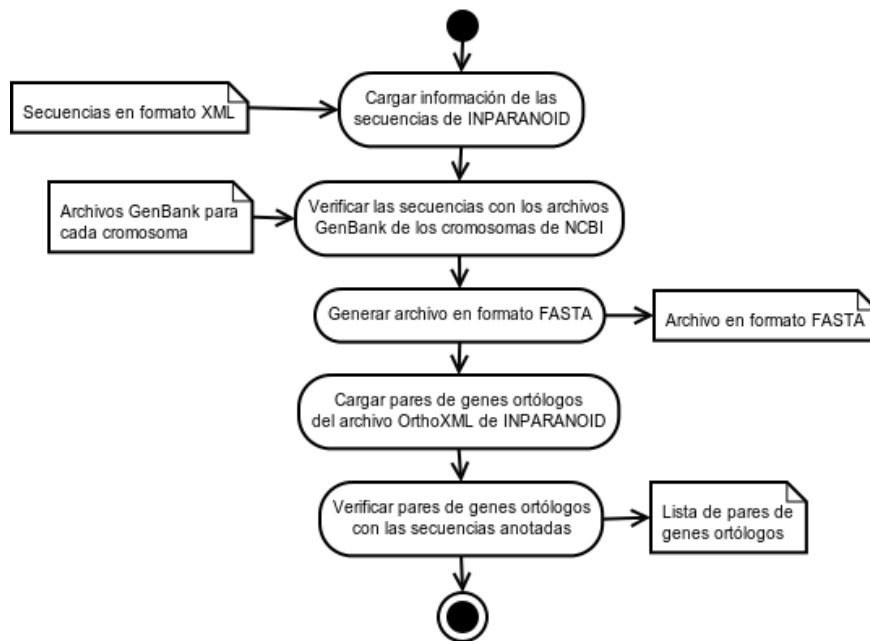 Cargar información de las
secuencias de INPARANOID
Secuencias en formato XML
Verificar las secuencias con los archivos
GenBank de los cromosomas de NCBI
Archivos GenBank para
cada cromosoma
Generar archivo en formato FASTA
Archivo en formato FASTA
Cargar pares de genes ortólogos
del archivo OrthoXML de INPARANOID
Verificar pares de genes ortólogos
con las secuencias anotadas
Lista de pares de
genes ortólogos